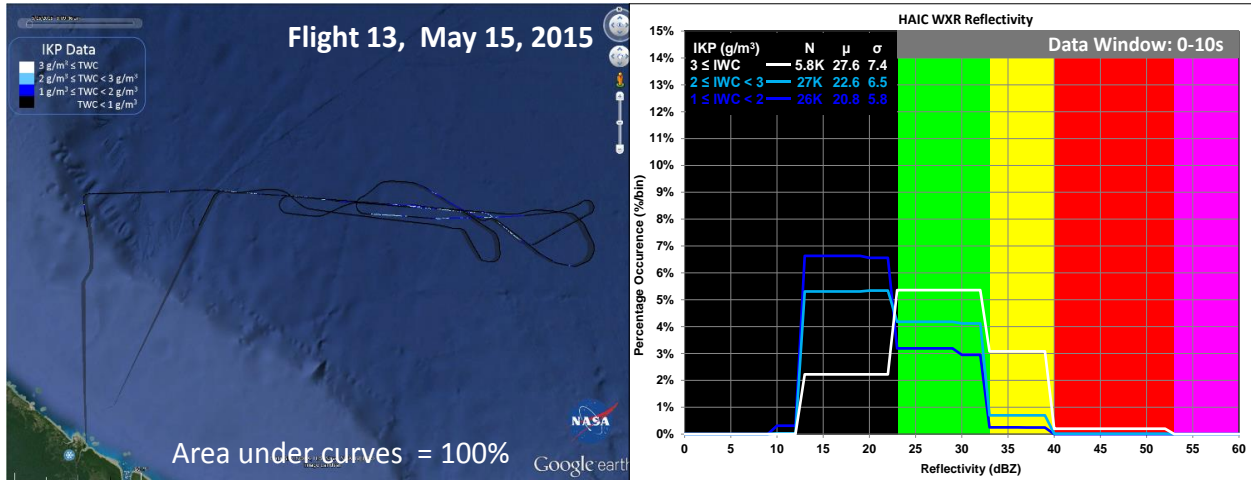 Flight 13,  May 15, 2015
IKP Data
3 g/m³ ≤ TWC
2 g/m³ ≤ TWC < 3 g/m³
1 g/m³ ≤ TWC < 2 g/m³
TWC < 1 g/m³
NASA
Area under curves  = 100%
Google earth
HAIC WXR Reflectivity
Data Window: 0-10s
IKP (g/m³) N µ σ
3 ≤ IWC 5.8K 27.6 7.4
2 ≤ IWC < 3 27K 22.6 6.5
1 ≤ IWC < 2 26K 20.8 5.8
Percentage Occurence (%/bin)
15%
14%
13%
12%
11%
10%
9%
8%
7%
6%
5%
4%
3%
2%
1%
0%
0 5 10 15 20 25 30 35 40 45 50 55 60
Reflectivity (dBZ)